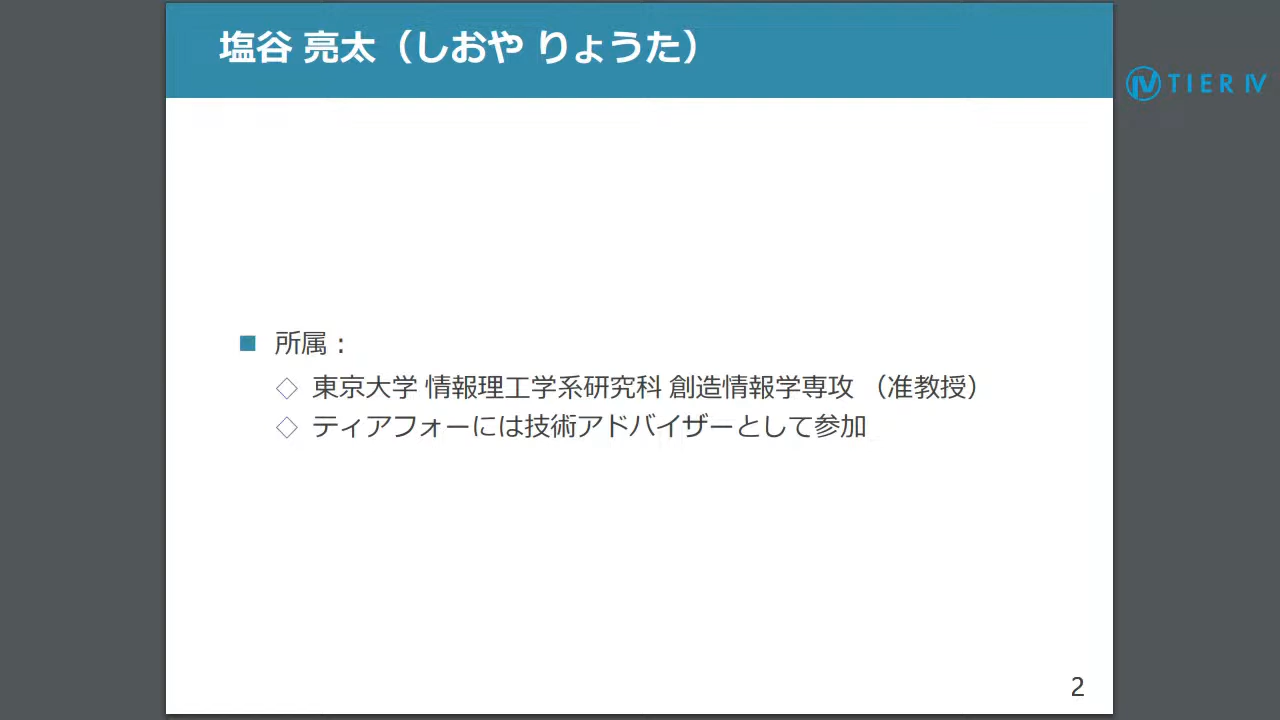 塩谷 亮太（しおや りょうた）
TIER IV
■ 所属：
◇ 東京大学 情報理工学系研究科 創造情報学専攻 （准教授）
◇ ティアフォーには技術アドバイザーとして参加
2